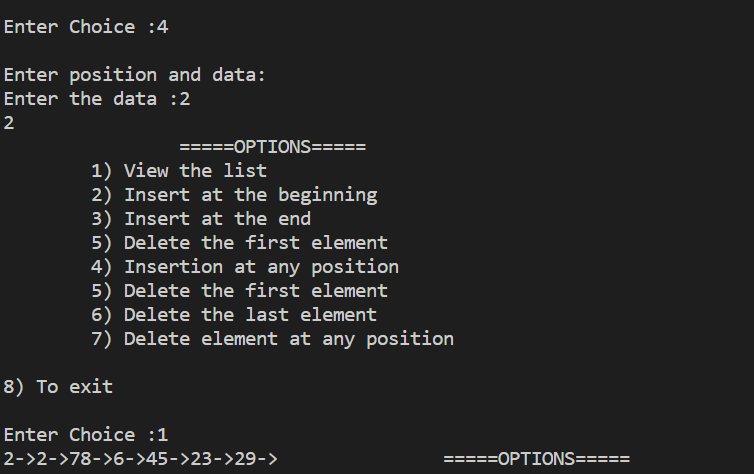 Enter Choice :4
Enter position and data:
Enter the data :2
2
=====OPTIONS=====
1) View the list
2) Insert at the beginning
3) Insert at the end
5) Delete the first element
4) Insertion at any position
5) Delete the first element
6) Delete the last element
7) Delete element at any position
8) To exit
Enter Choice :1
2->2->78->6->45->23->29-> =====OPTIONS=====